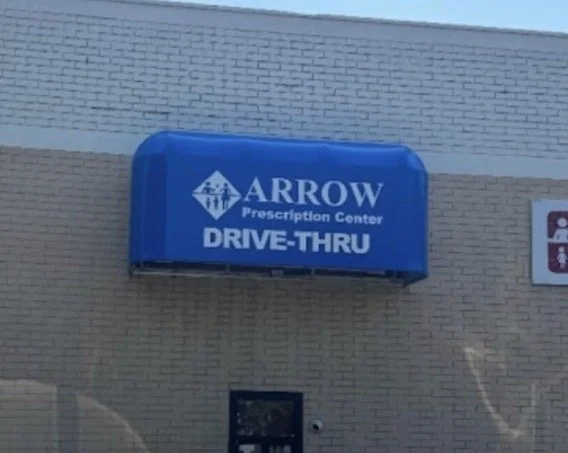 ARROW
Prescription Center
DRIVE-THRU